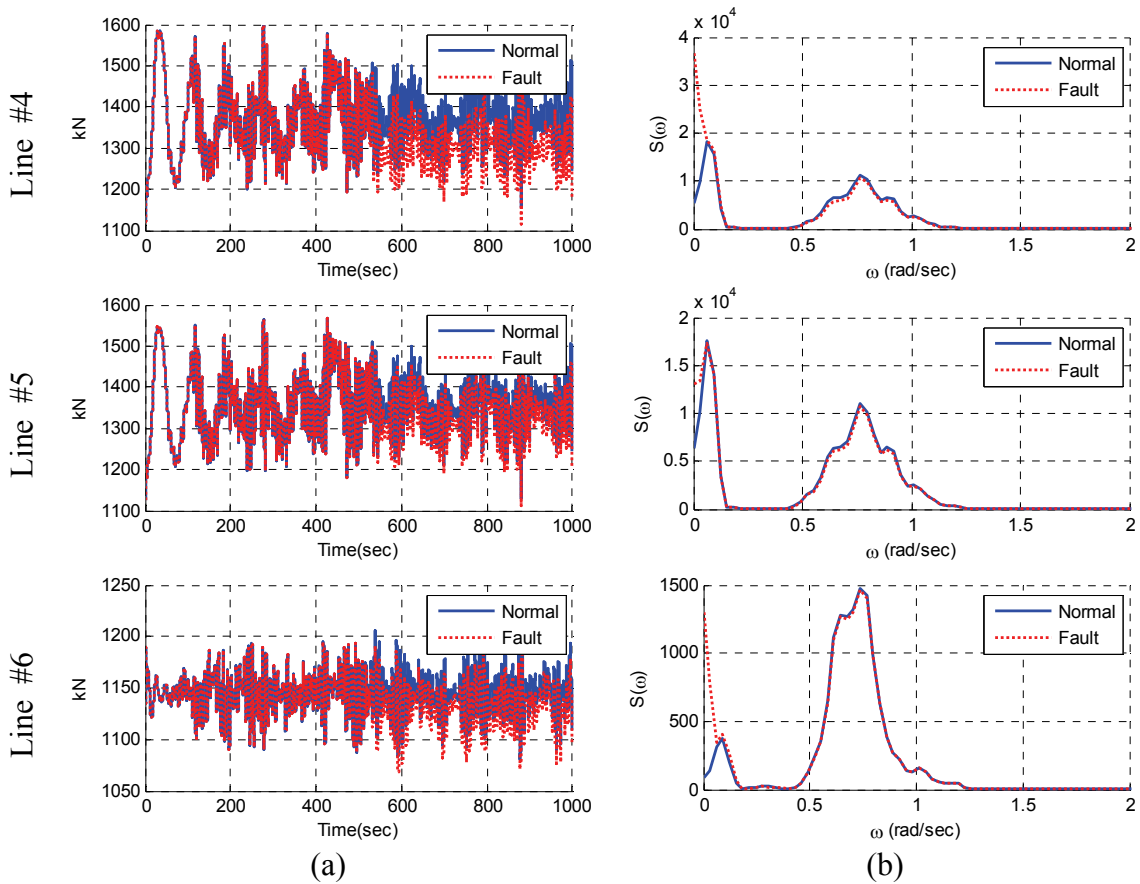 Line #4
kN
1600
1500
1400
1300
1200
1100
0 200 400 600 800 1000
Time(sec)
Normal
Fault
x 10⁴
S(ω)
4
3
2
1
0
0 0.5 1 1.5 2
ω (rad/sec)
Normal
Fault
Line #5
kN
1600
1500
1400
1300
1200
1100
0 200 400 600 800 1000
Time(sec)
Normal
Fault
x 10⁴
S(ω)
2
1.5
1
0.5
0
0 0.5 1 1.5 2
ω (rad/sec)
Normal
Fault
Line #6
kN
1250
1200
1150
1100
1050
0 200 400 600 800 1000
Time(sec)
Normal
Fault
S(ω)
1500
1000
500
0
0 0.5 1 1.5 2
ω (rad/sec)
Normal
Fault
(a)
(b)